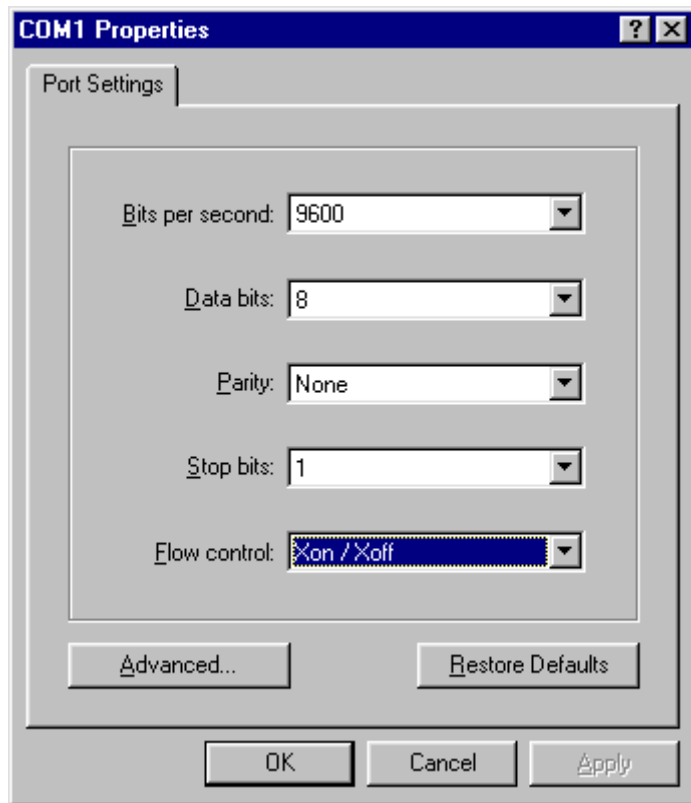 COM1 Properties
Port Settings
Bits per second: 9600
Data bits: 8
Parity: None
Stop bits: 1
Flow control: Xon / Xoff
Advanced... Restore Defaults
OK Cancel Apply